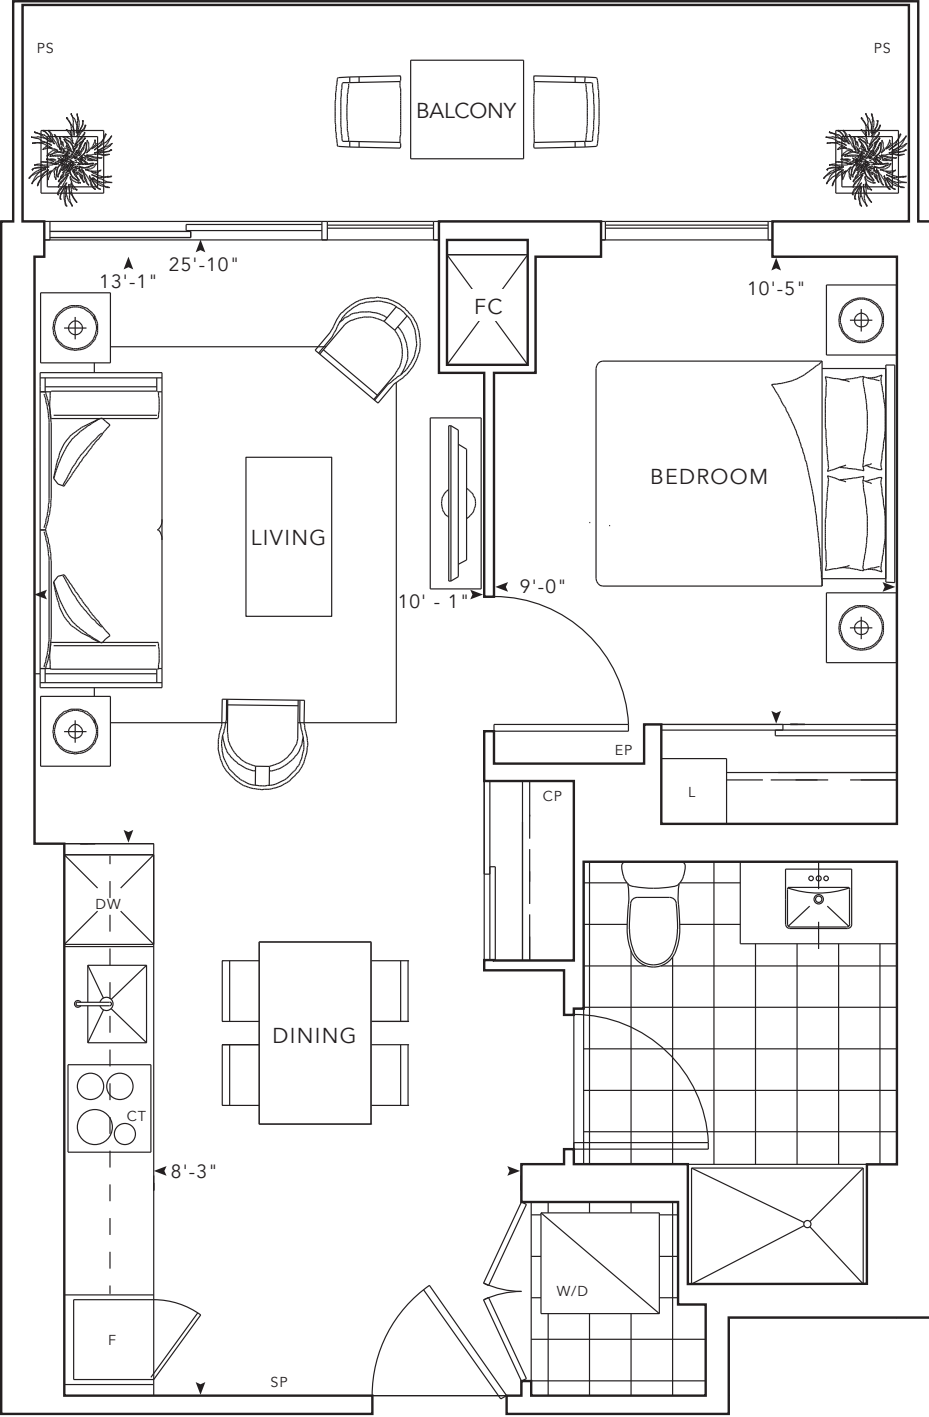 PS
PS
BALCONY
25'-10"
13'-1"
10'-5"
FC
BEDROOM
LIVING
9'-0"
10' - 1"
EP
L
CP
DW
DINING
CT
8'-3"
W/D
F
SP